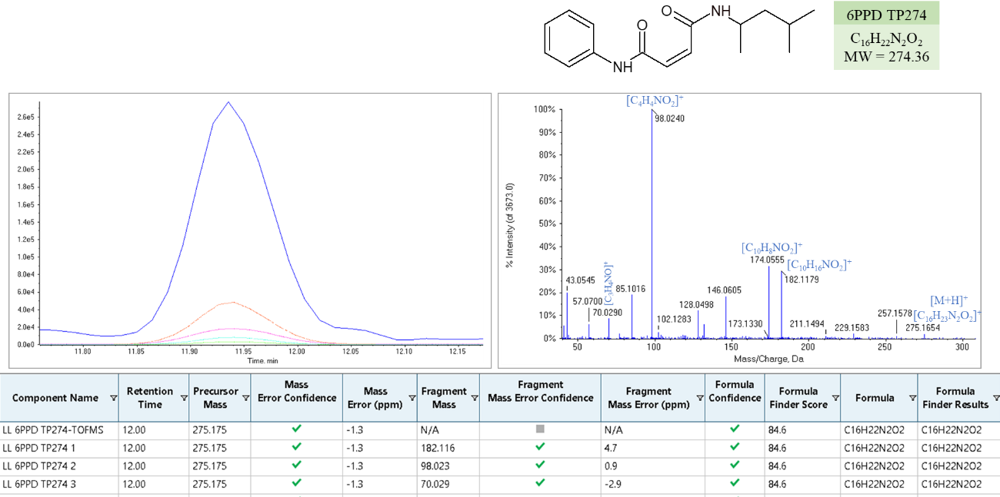 O
NH
O
NH
6PPD TP274
C₁₆H₂₂N₂O₂
MW = 274.36
2.6e5
2.4e5
2.2e5
2.0e5
1.8e5
1.6e5
1.4e5
1.2e5
1.0e5
8.0e4
6.0e4
4.0e4
2.0e4
0.0e0
11.80 11.85 11.90 11.95 12.00 12.05 12.10 12.15
Time, min
% Intensity (of 3673.0)
100%
90%
80%
70%
60%
50%
40%
30%
20%
10%
0%
[C₄H₄NO₂]⁺
98.0240
[C₁₀H₈NO₂]⁺
174.0555
[C₁₀H₁₆NO₂]⁺
182.1179
[C₃H₄NO]⁺
43.0545
57.0700
70.0290
85.1016
102.1283
128.0498
146.0605
173.1330
211.1494
229.1583
257.1578
[M+H]⁺
[C₁₆H₂₃N₂O₂]⁺
275.1654
50 100 150 200 250 300
Mass/Charge, Da
Component Name Retention Time Precursor Mass Mass Error Confidence Mass Error (ppm) Fragment Mass Fragment Mass Error Confidence Fragment Mass Error (ppm) Formula Confidence Formula Finder Score Formula Formula Finder Results
LL 6PPD TP274-TOFMS 12.00 275.175 ✓ -1.3 N/A N/A ✓ 84.6 C16H22N2O2 C16H22N2O2
LL 6PPD TP274 1 12.00 275.175 ✓ -1.3 182.116 ✓ 4.7 ✓ 84.6 C16H22N2O2 C16H22N2O2
LL 6PPD TP274 2 12.00 275.175 ✓ -1.3 98.023 ✓ 0.9 ✓ 84.6 C16H22N2O2 C16H22N2O2
LL 6PPD TP274 3 12.00 275.175 ✓ -1.3 70.029 ✓ -2.9 ✓ 84.6 C16H22N2O2 C16H22N2O2